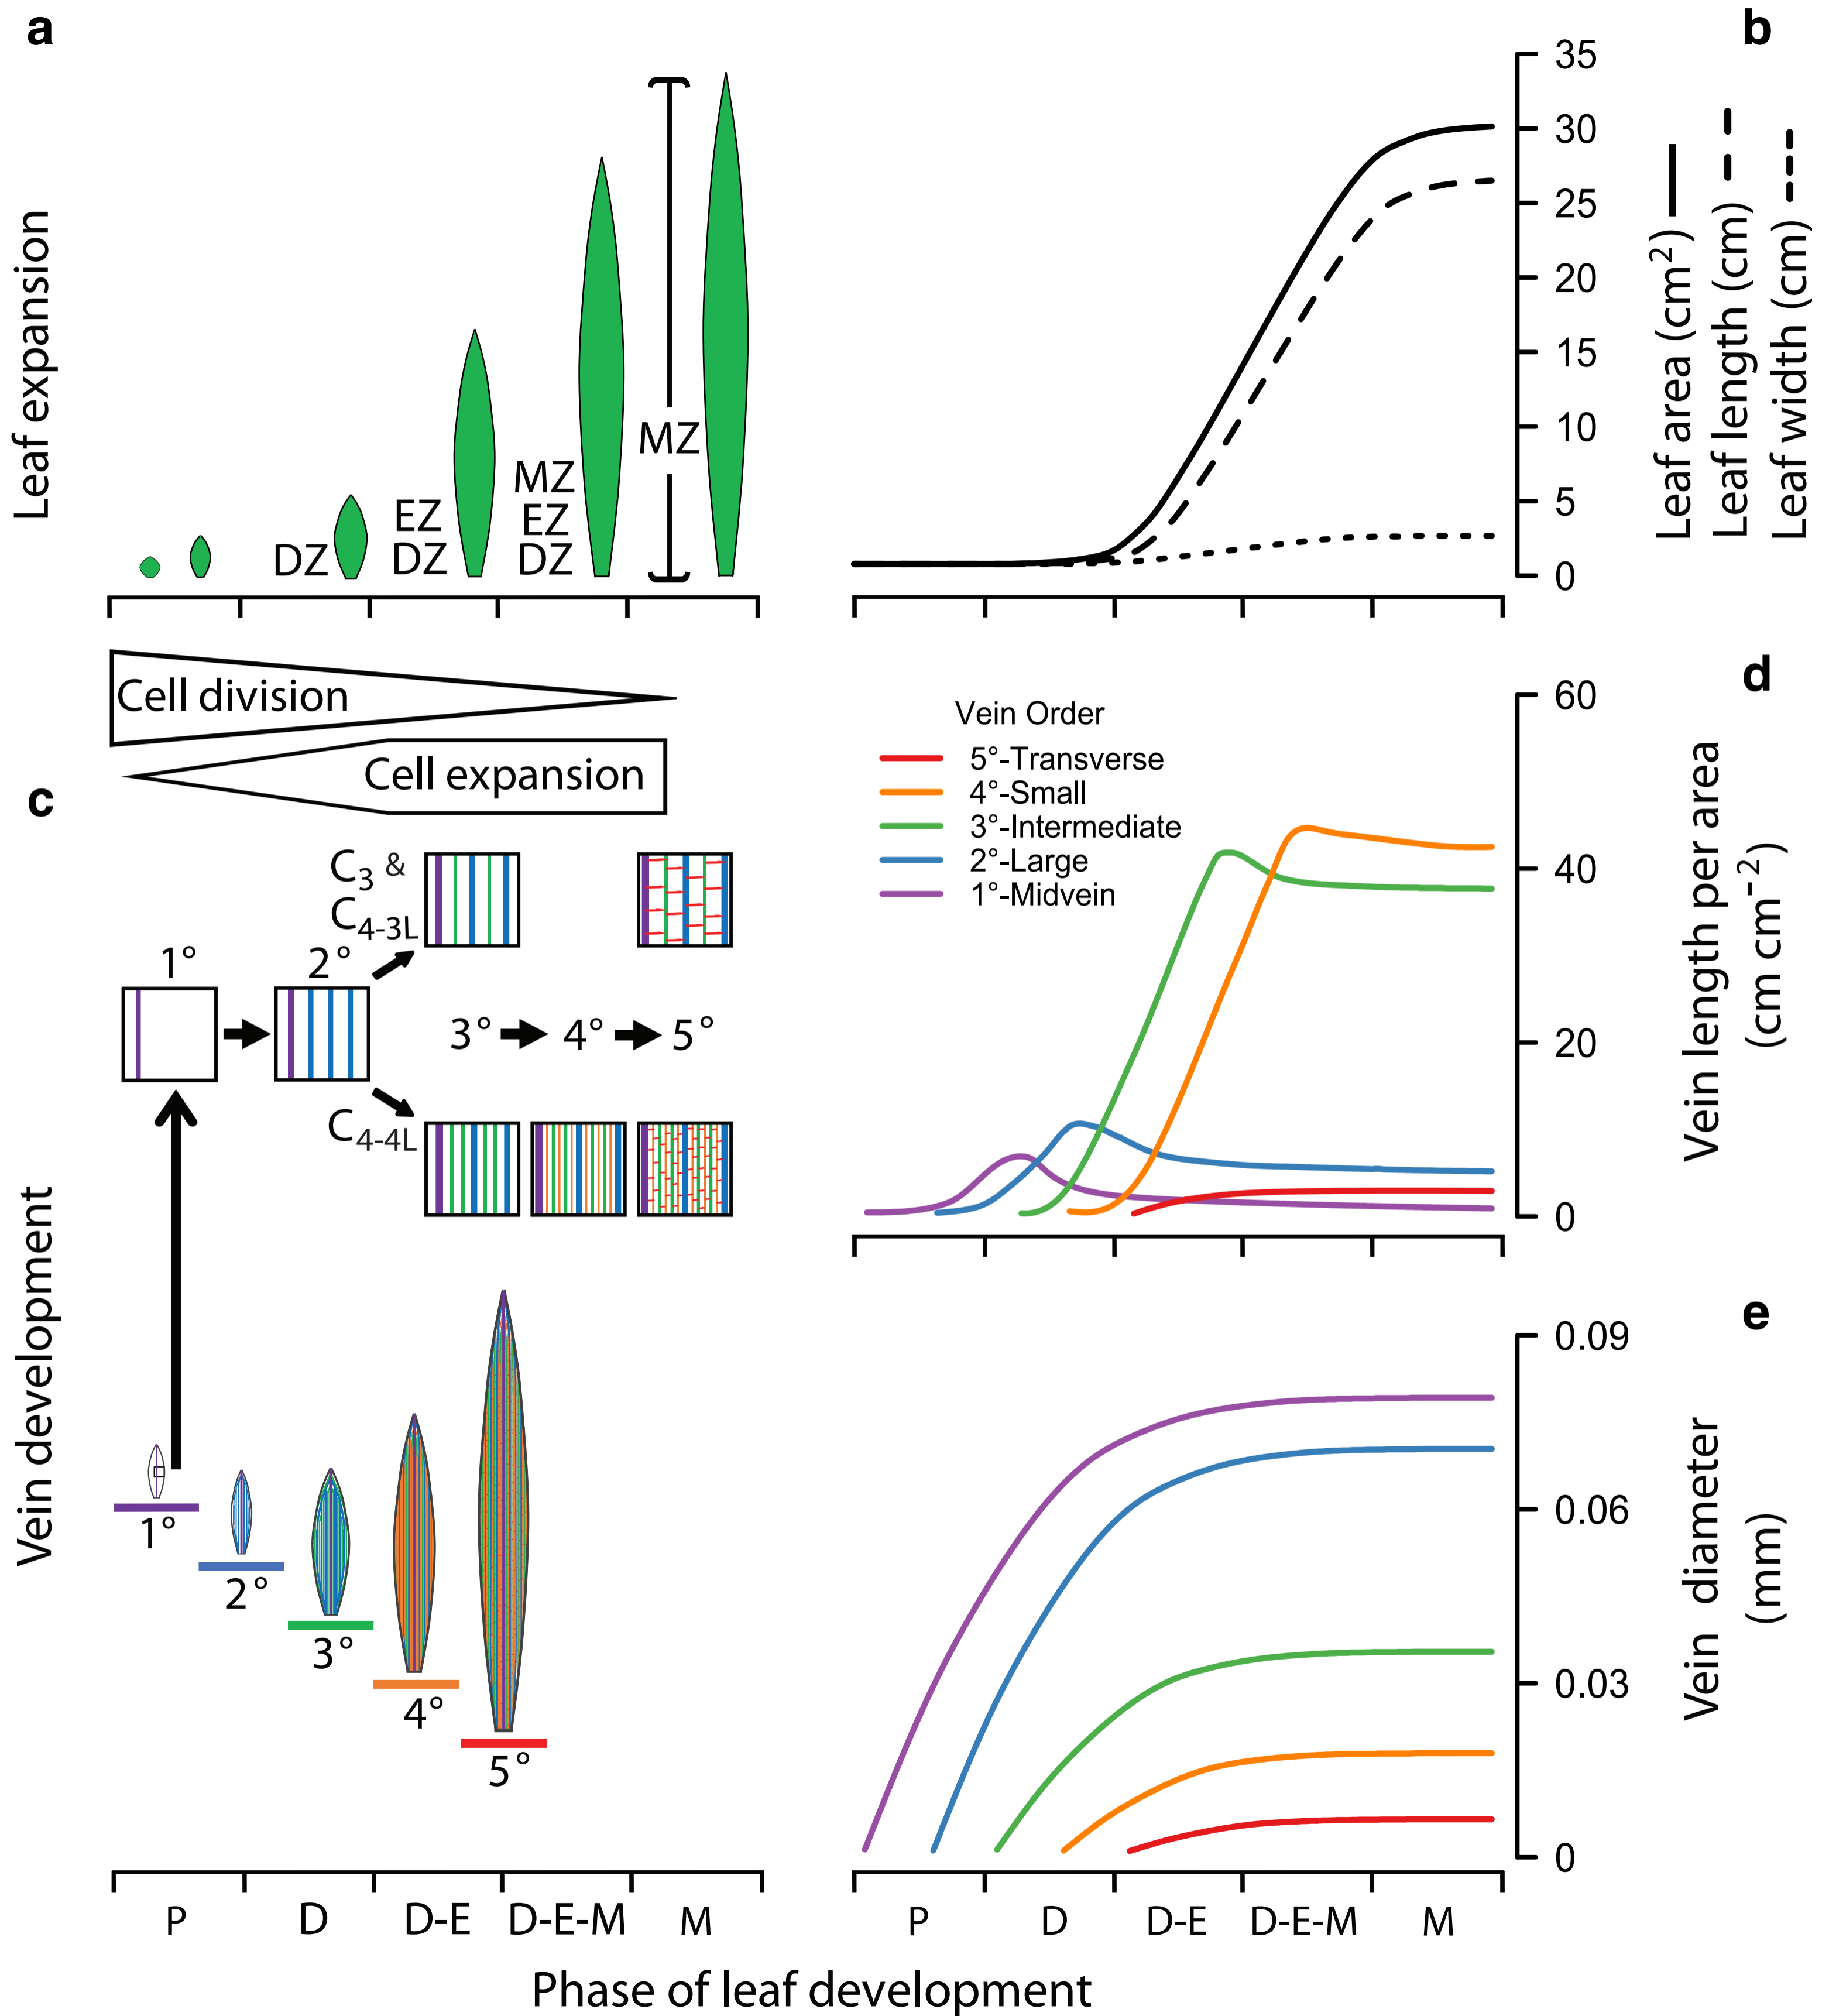 a
Leaf expansion
DZ
EZ
DZ
MZ
EZ
DZ
MZ
b
35
30
25
20
15
10
5
0
Leaf area (cm²)
Leaf length (cm)
Leaf width (cm)
Cell division
Cell expansion
c
Vein development
C₃ &
C₄₋₃L
1°
2°
3°
4°
5°
C₄₋₄L
1°
2°
3°
4°
5°
P
D
D-E
D-E-M
M
d
Vein Order
5°-Transverse
4°-Small
3°-Intermediate
2°-Large
1°-Midvein
60
40
20
0
Vein length per area
(cm cm⁻²)
e
0.09
0.06
0.03
0
Vein diameter
(mm)
P
D
D-E
D-E-M
M
Phase of leaf development